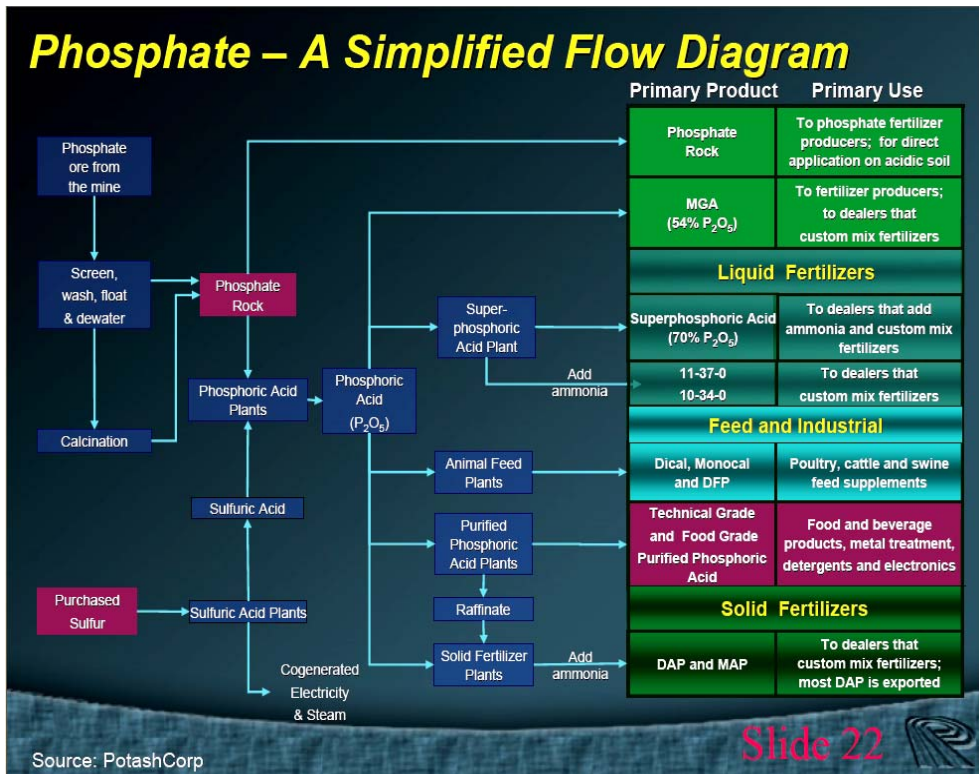 Phosphate – A Simplified Flow Diagram
Primary Product
Primary Use
Phosphate
ore from
the mine
Screen,
wash, float
& dewater
Calcination
Phosphate
Rock
Phosphoric Acid
Plants
Sulfuric Acid
Purchased
Sulfur
Sulfuric Acid Plants
Cogenerated
Electricity
& Steam
Phosphoric
Acid
(P₂O₅)
Super-
phosphoric
Acid Plant
Add
ammonia
Animal Feed
Plants
Purified
Phosphoric
Acid Plants
Raffinate
Solid Fertilizer
Plants
Add
ammonia
Phosphate
Rock
To phosphate fertilizer
producers; for direct
application on acidic soil
MGA
(54% P₂O₅)
To fertilizer producers;
to dealers that
custom mix fertilizers
Liquid Fertilizers
Superphosphoric Acid
(70% P₂O₅)
To dealers that add
ammonia and custom mix
fertilizers
11-37-0
10-34-0
To dealers that
custom mix fertilizers
Feed and Industrial
Dical, Monocal
and DFP
Poultry, cattle and swine
feed supplements
Technical Grade
and Food Grade
Purified Phosphoric
Acid
Food and beverage
products, metal treatment,
detergents and electronics
Solid Fertilizers
DAP and MAP
To dealers that
custom mix fertilizers;
most DAP is exported
Source: PotashCorp
Slide 22